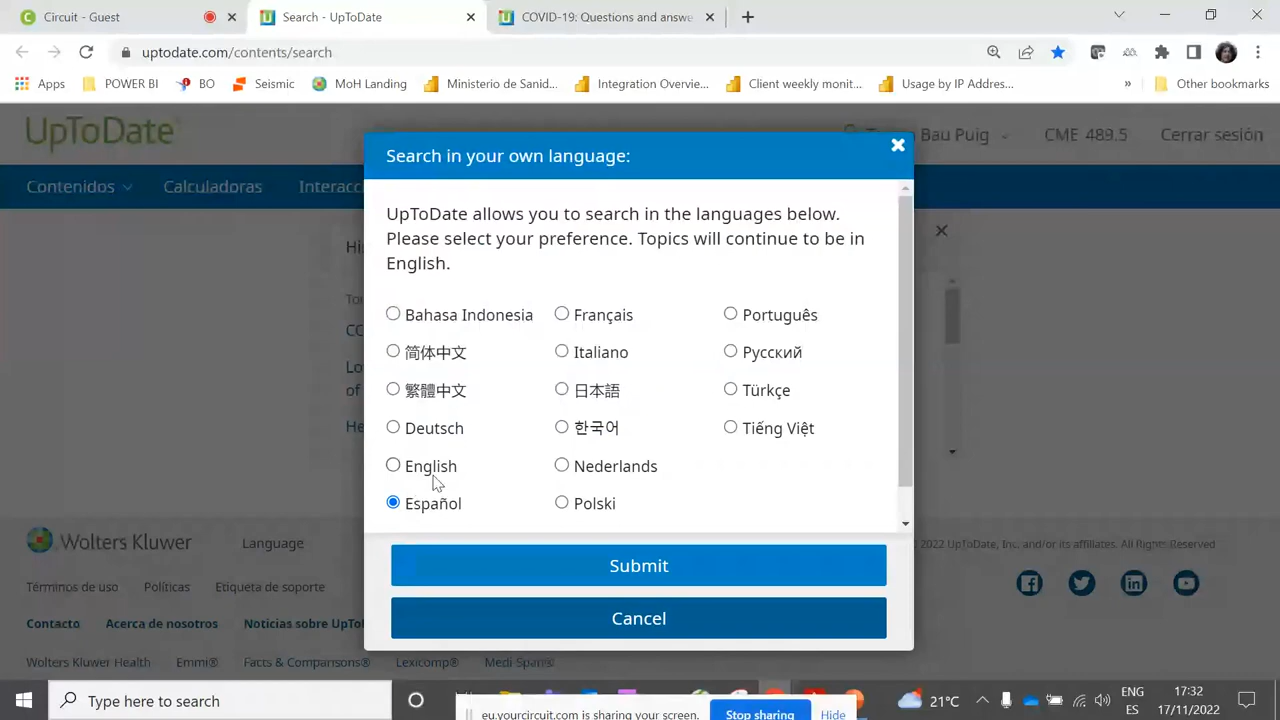 Circuit - Guest
Search - UpToDate
COVID-19: Questions and answe
uptodate.com/contents/search
Apps
POWER BI
BO
Seismic
MoH Landing
Ministerio de Sanid...
Integration Overvie...
Client weekly monit...
Usage by IP Addres...
»
Other bookmarks
UpToDate
Bau Puig
CME 489.5
Cerrar sesión
Contenidos
Calculadoras
Interacc
Search in your own language:
UpToDate allows you to search in the languages below.
Please select your preference. Topics will continue to be in
English.
Bahasa Indonesia
Français
Português
简体中文
Italiano
Русский
繁體中文
日本語
Türkçe
Deutsch
한국어
Tiếng Việt
English
Nederlands
Español
Polski
Submit
Cancel
Wolters Kluwer
Language
© 2022 UpToDate, Inc. and/or its affiliates. All Rights Reserved
Términos de uso
Políticas
Etiqueta de soporte
Contacto
Acerca de nosotros
Noticias sobre UpTo
Wolters Kluwer Health
Emmi®
Facts & Comparisons®
Lexicomp®
Medi-Span®
Type here to search
eu.yourcircuit.com is sharing your screen.
Stop sharing
Hide
21°C
ENG
ES
17:32
17/11/2022